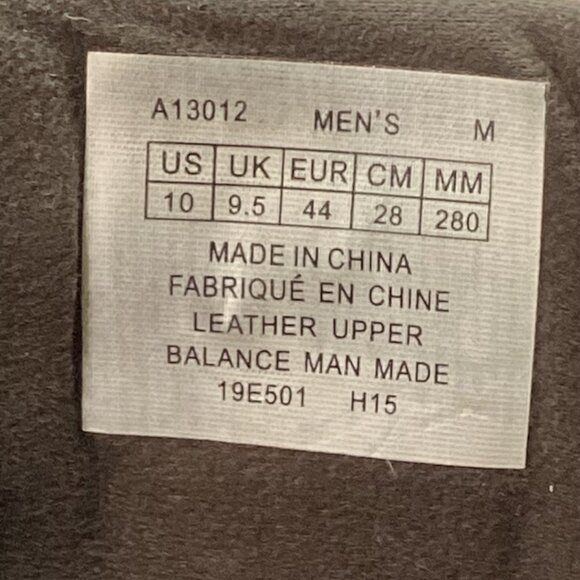 A13012 MEN'S M
US UK EUR CM MM
10 9.5 44 28 280
MADE IN CHINA
FABRIQUÉ EN CHINE
LEATHER UPPER
BALANCE MAN MADE
19E501 H15